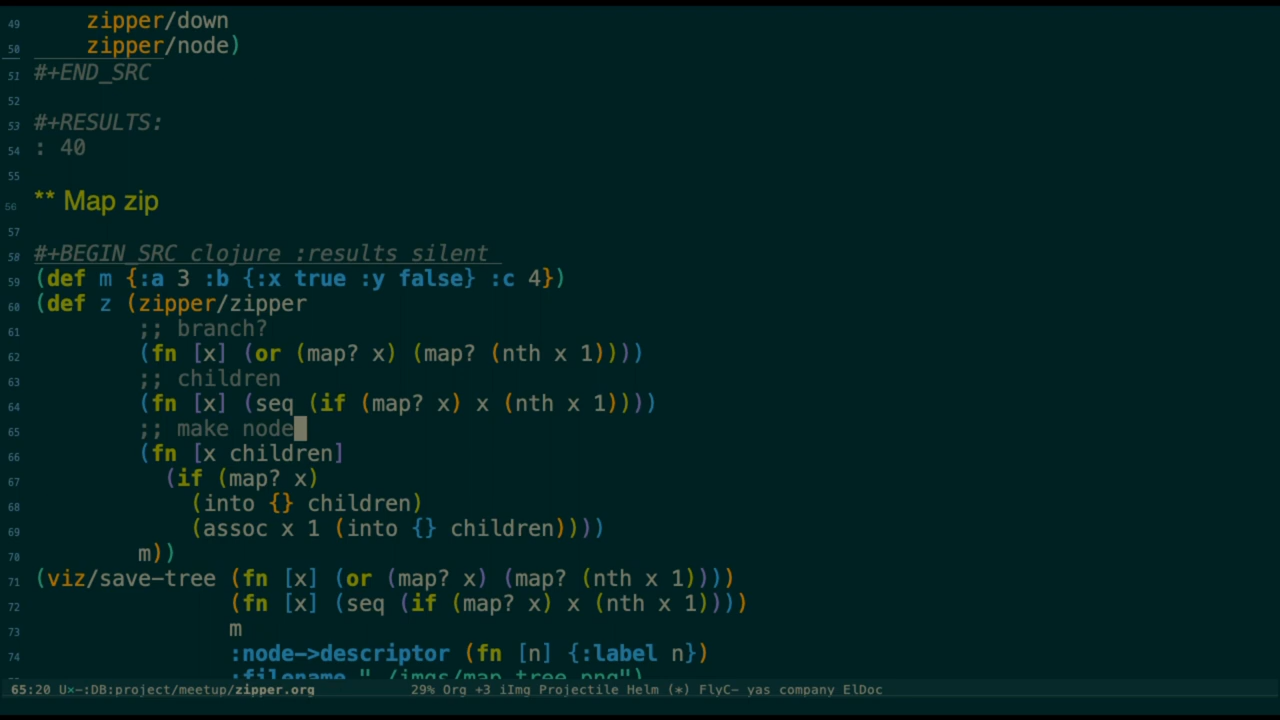 49 zipper/down
50 zipper/node)
51 #+END_SRC
52
53 #+RESULTS:
54 : 40
55
56 ** Map zip
57
58 #+BEGIN_SRC clojure :results silent
59 (def m {:a 3 :b {:x true :y false} :c 4})
60 (def z (zipper/zipper
61 ;; branch?
62 (fn [x] (or (map? x) (map? (nth x 1))))
63 ;; children
64 (fn [x] (seq (if (map? x) x (nth x 1))))
65 ;; make node
66 (fn [x children]
67 (if (map? x)
68 (into {} children)
69 (assoc x 1 (into {} children))))
70 m))
71 (viz/save-tree (fn [x] (or (map? x) (map? (nth x 1))))
72 (fn [x] (seq (if (map? x) x (nth x 1))))
73 m
74 :node->descriptor (fn [n] {:label n})
:filename "./imgs/map_tree.png")
65:20 U×-:DB:project/meetup/zipper.org 29% Org +3 iImg Projectile Helm (*) FlyC- yas company ElDoc